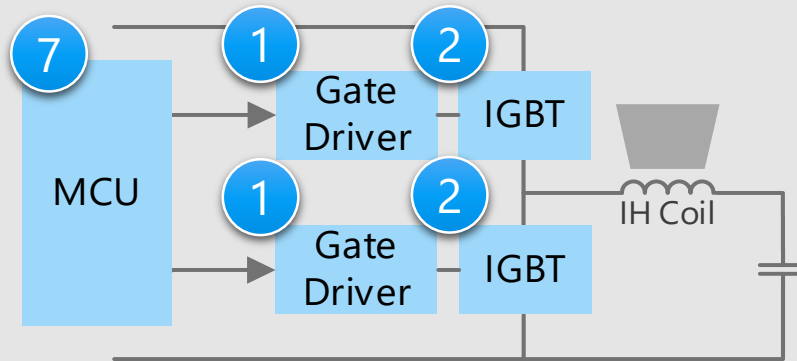 7
1
2
Gate
Driver
IGBT
MCU
1
2
IH Coil
Gate
Driver
IGBT